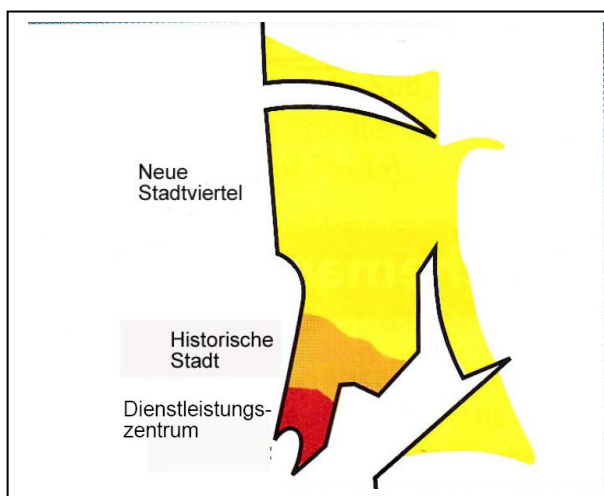 Neue
Stadtviertel
Historische
Stadt
Dienstleistungs-
zentrum